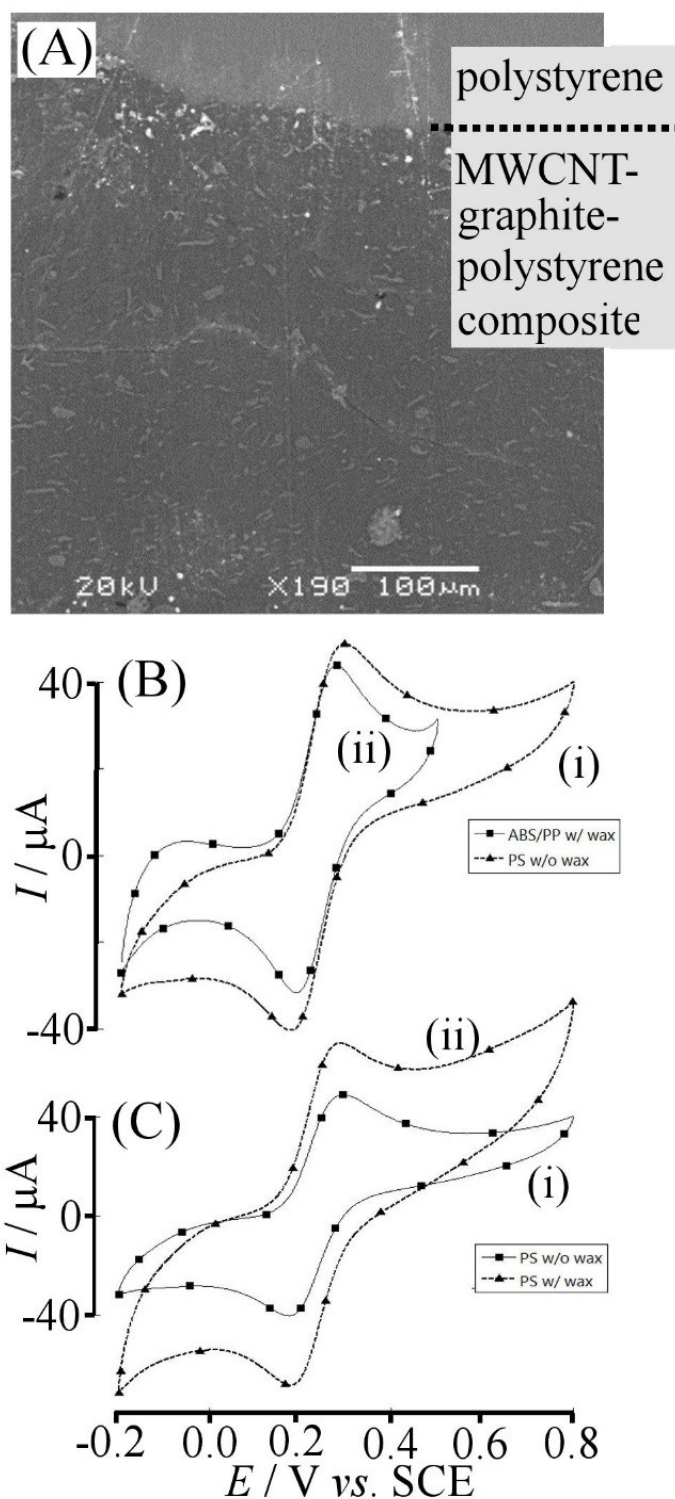 (A)
polystyrene
MWCNT-
graphite-
polystyrene
composite
20kV X190 100μm
(B)
40
(ii)
(i)
I / μA
0
ABS/PP w/ wax
PS w/o wax
-40
(ii)
(C)
40
(i)
I / μA
0
PS w/o wax
PS w/ wax
-40
-0.2 0.0 0.2 0.4 0.6 0.8
E / V vs. SCE